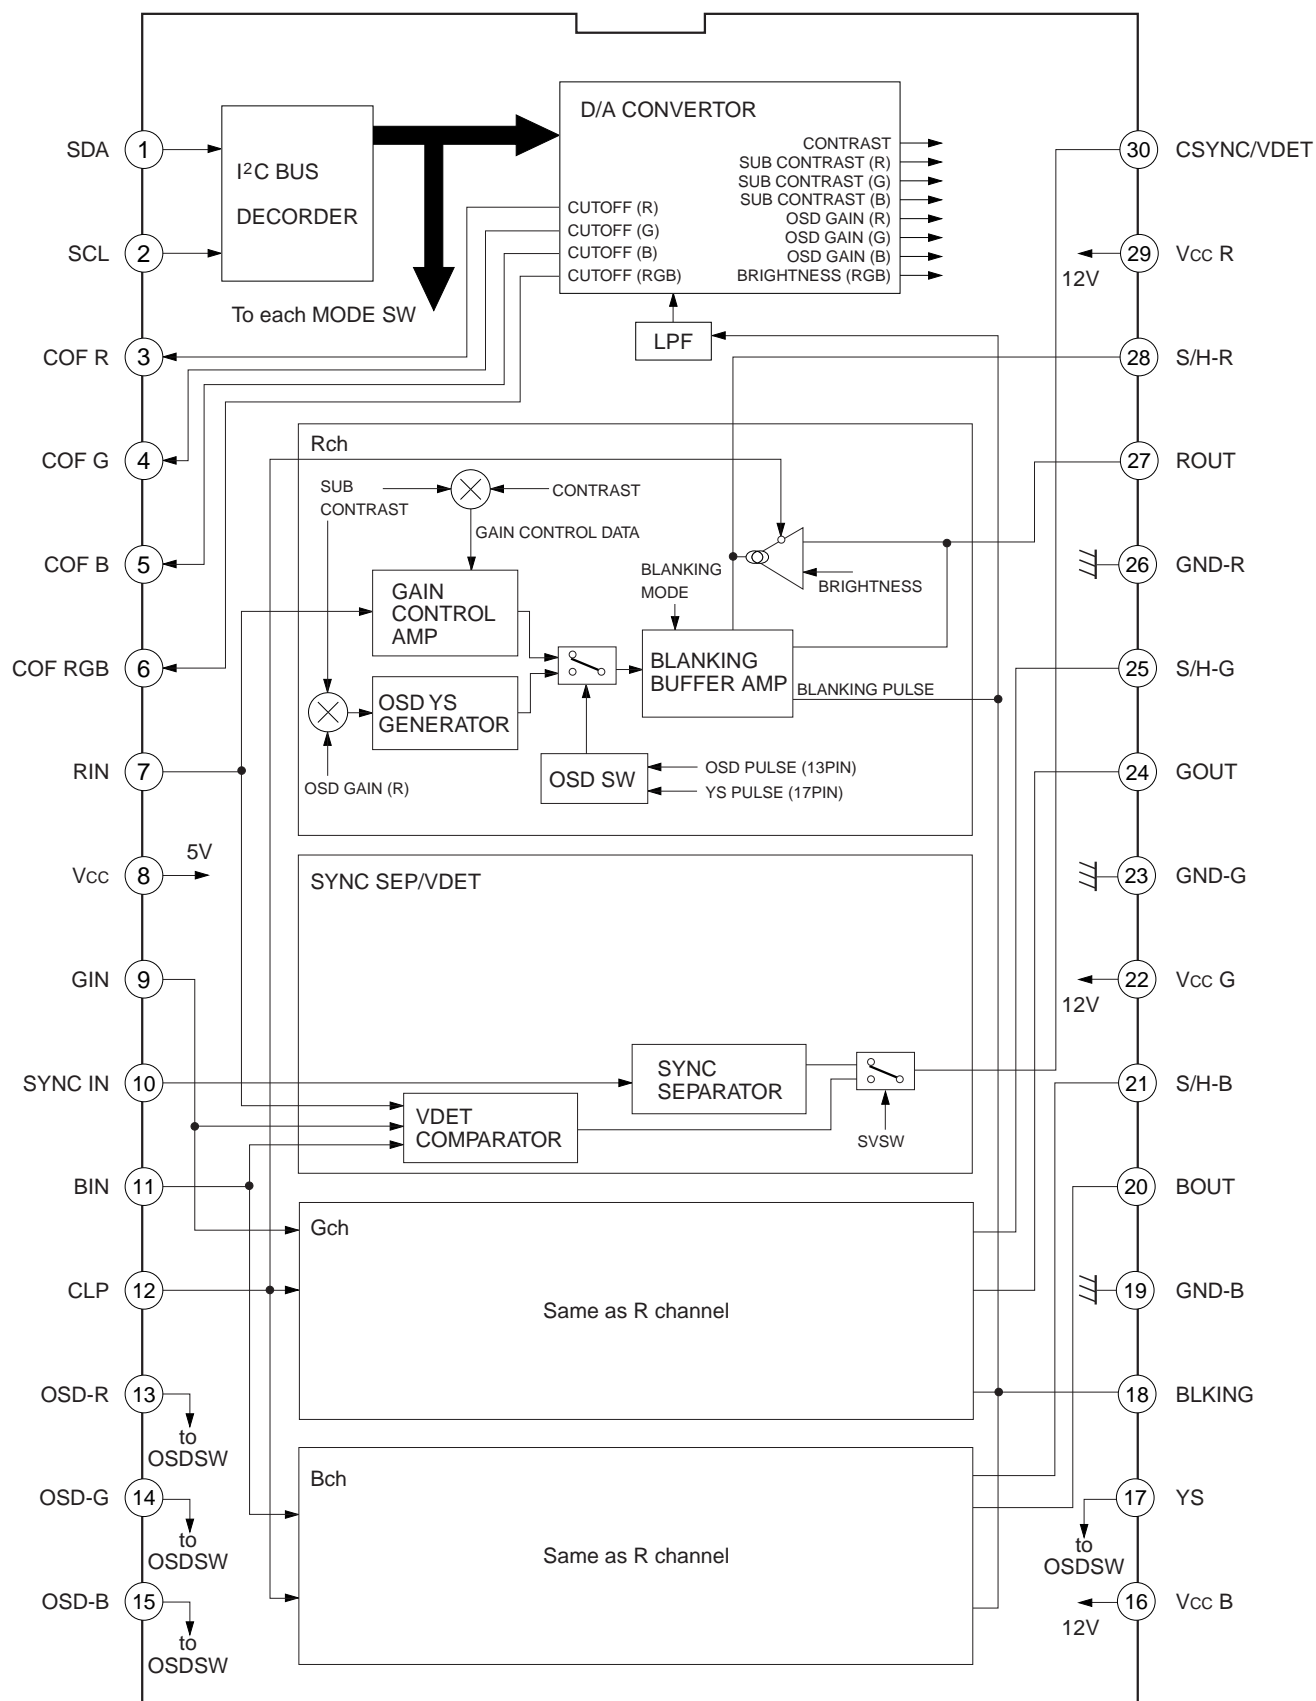 SDA 1
SCL 2
COF R 3
COF G 4
COF B 5
COF RGB 6
RIN 7
Vcc 8
5V
GIN 9
SYNC IN 10
BIN 11
CLP 12
OSD-R 13
to
OSDSW
OSD-G 14
to
OSDSW
OSD-B 15
to
OSDSW
I2C BUS
DECORDER
To each MODE SW
D/A CONVERTOR
CUTOFF (R)
CUTOFF (G)
CUTOFF (B)
CUTOFF (RGB)
CONTRAST
SUB CONTRAST (R)
SUB CONTRAST (G)
SUB CONTRAST (B)
OSD GAIN (R)
OSD GAIN (G)
OSD GAIN (B)
BRIGHTNESS (RGB)
LPF
Rch
SUB
CONTRAST
CONTRAST
GAIN CONTROL DATA
GAIN
CONTROL
AMP
OSD YS
GENERATOR
OSD GAIN (R)
BLANKING
MODE
BRIGHTNESS
BLANKING
BUFFER AMP
BLANKING PULSE
OSD SW
OSD PULSE (13PIN)
YS PULSE (17PIN)
SYNC SEP/VDET
SYNC
SEPARATOR
VDET
COMPARATOR
SVSW
Gch
Same as R channel
Bch
Same as R channel
30 CSYNC/VDET
29 Vcc R
12V
28 S/H-R
27 ROUT
26 GND-R
25 S/H-G
24 GOUT
23 GND-G
22 Vcc G
12V
21 S/H-B
20 BOUT
19 GND-B
18 BLKING
17 YS
to
OSDSW
16 Vcc B
12V